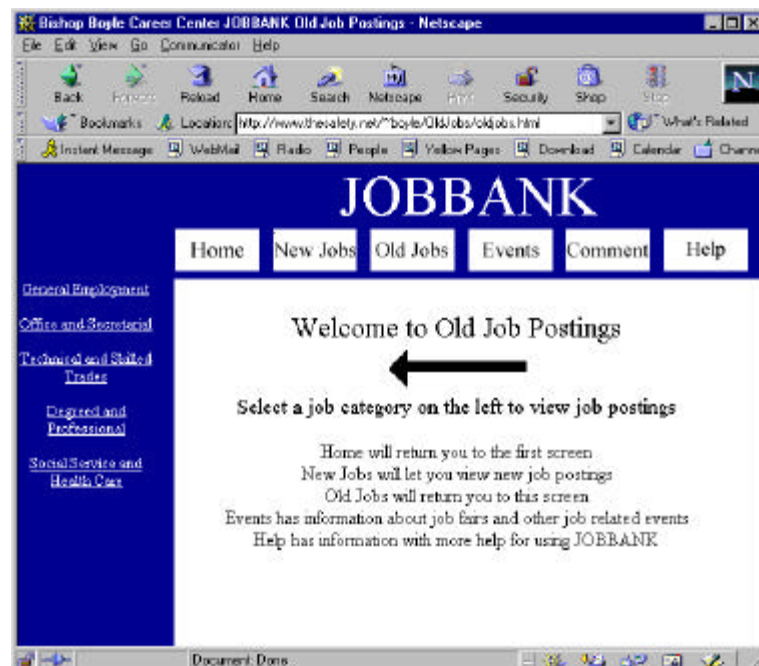 Bishop Boyle Career Center JOBBANK Old Job Postings - Netscape
File Edit View Go Communicator Help
Back Forward Reload Home Search Netscape Print Security Shop Stop
Bookmarks Location: http://www.thesafety.net/~boyle/OldJobs/oldjobs.html What's Related
Instant Message WebMail Radio People Yellow Pages Download Calendar Channe
JOBBANK
Home New Jobs Old Jobs Events Comment Help
General Employment
Office and Secretarial
Technical and Skilled
Trades
Degreed and
Professional
Social Service and
Health Care
Welcome to Old Job Postings
Select a job category on the left to view job postings
Home will return you to the first screen
New Jobs will let you view new job postings
Old Jobs will return you to this screen
Events has information about job fairs and other job related events
Help has information with more help for using JOBBANK
Document: Done